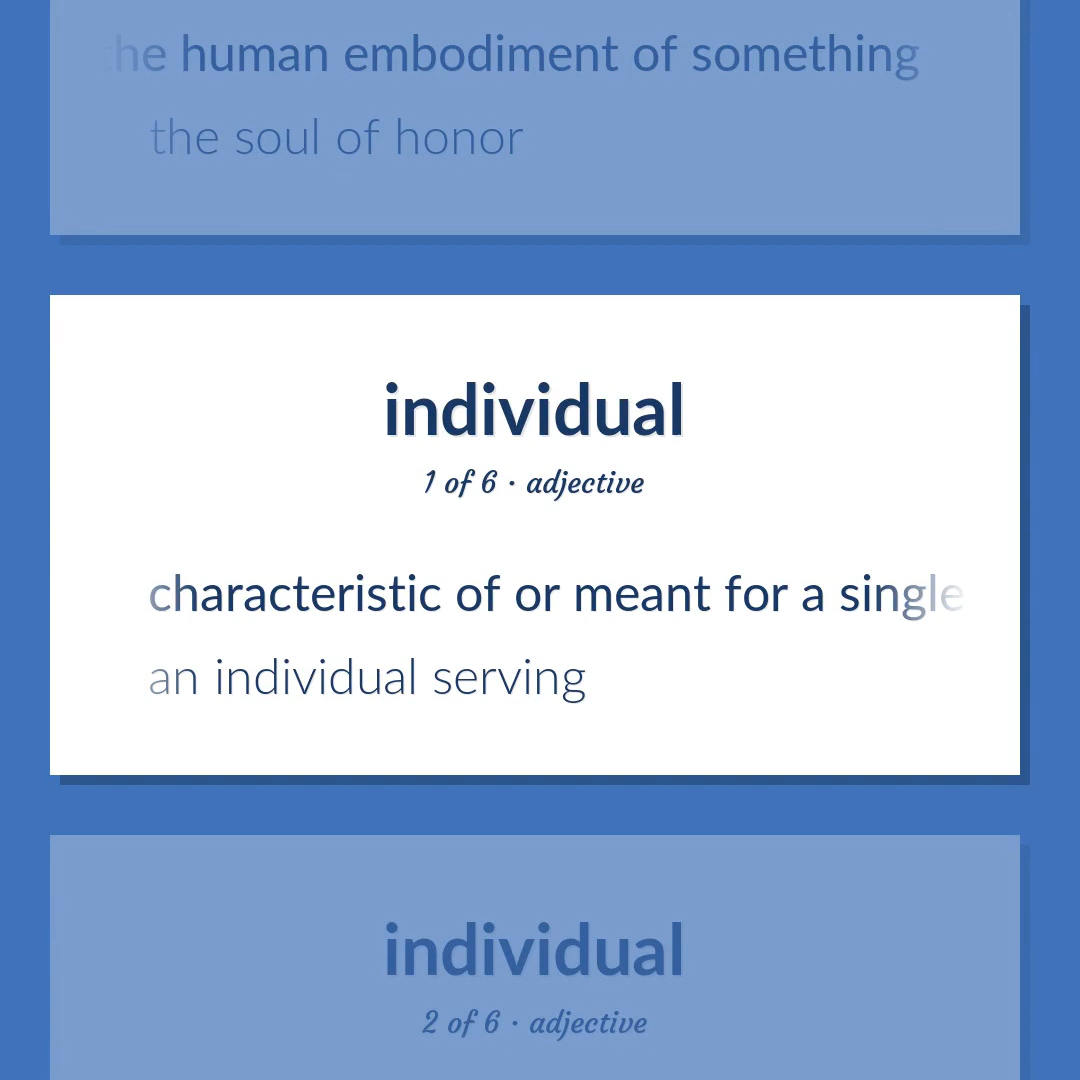 the human embodiment of something
the soul of honor
individual
1 of 6 · adjective
characteristic of or meant for a single
an individual serving
individual
2 of 6 · adjective